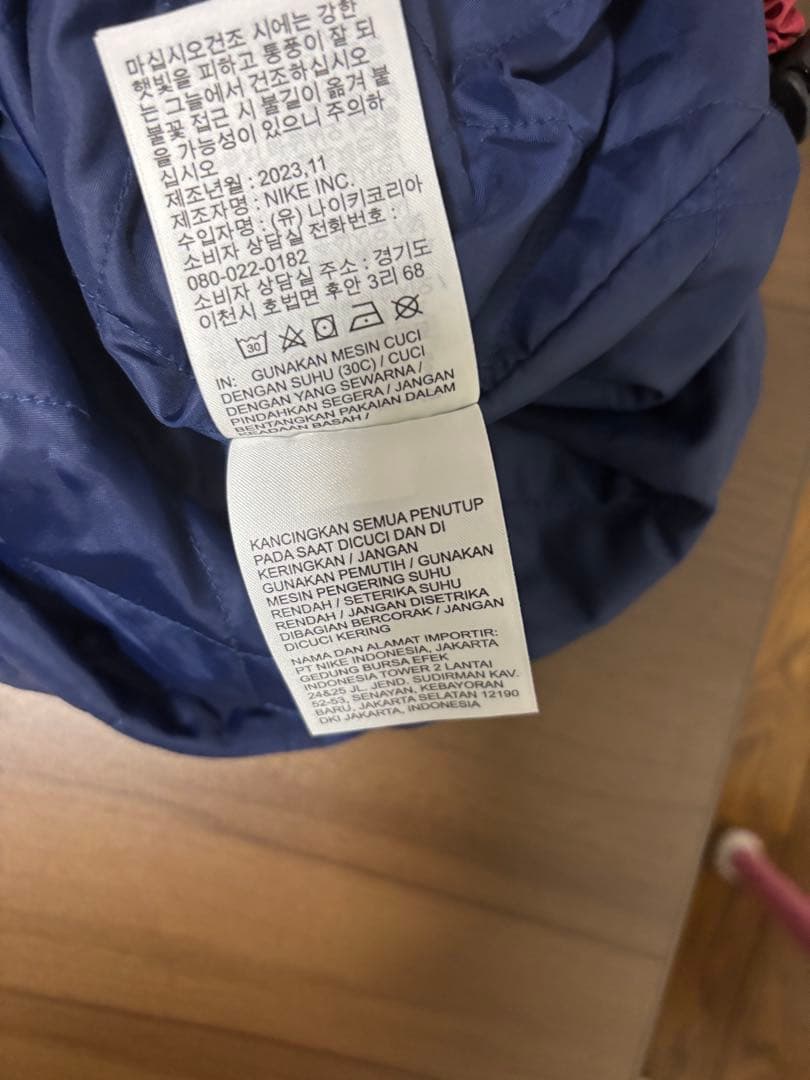 마십시오건조 시에는 강한
햇빛을 피하고 통풍이 잘 되
는 그늘에서 건조하십시오
불꽃 접근 시 불길이 옮겨 붙
을 가능성이 있으니 주의하
십시오
제조년월 : 2023,11
제조자명 : NIKE INC.
수입자명 : (유) 나이키코리아
소비자 상담실 전화번호 :
080-022-0182
소비자 상담실 주소 : 경기도
이천시 호법면 후안 3리 68
30
IN: GUNAKAN MESIN CUCI
DENGAN SUHU (30C) / CUCI
DENGAN YANG SEWARNA /
PINDAHKAN SEGERA / JANGAN
BENTANGKAN PAKAIAN DALAM
KEADAAN BASAH /
KANCINGKAN SEMUA PENUTUP
PADA SAAT DICUCI DAN DI
KERINGKAN / JANGAN
GUNAKAN PEMUTIH / GUNAKAN
MESIN PENGERING SUHU
RENDAH / SETERIKA SUHU
RENDAH / JANGAN DISETRIKA
DIBAGIAN BERCORAK / JANGAN
DICUCI KERING
NAMA DAN ALAMAT IMPORTIR:
PT NIKE INDONESIA, JAKARTA
GEDUNG BURSA EFEK
INDONESIA TOWER 2 LANTAI
24&25 JL. JEND. SUDIRMAN KAV.
52-53, SENAYAN, KEBAYORAN
BARU, JAKARTA SELATAN 12190
DKI JAKARTA, INDONESIA